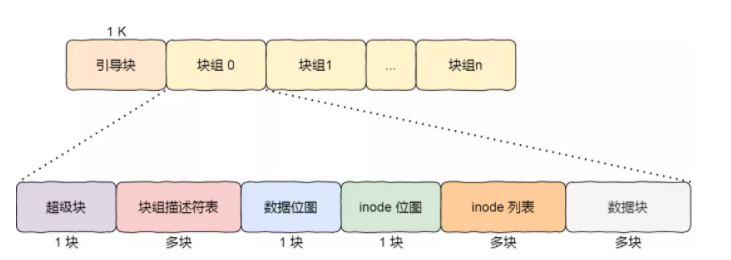 1 K
引导块 块组 0 块组1 ... 块组n
超级块 块组描述符表 数据位图 inode 位图 inode 列表 数据块
1 块 多块 1 块 1 块 多块 多块